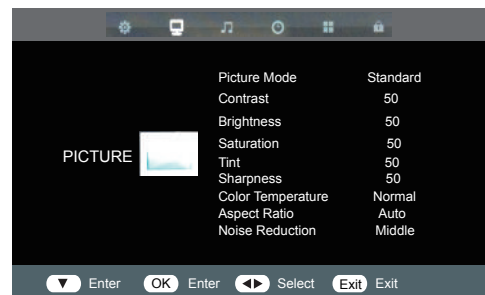 Picture Mode Standard
Contrast 50
Brightness 50
Saturation 50
PICTURE
Tint 50
Sharpness 50
Color Temperature Normal
Aspect Ratio Auto
Noise Reduction Middle
▼ Enter OK Enter ◀▶ Select Exit Exit